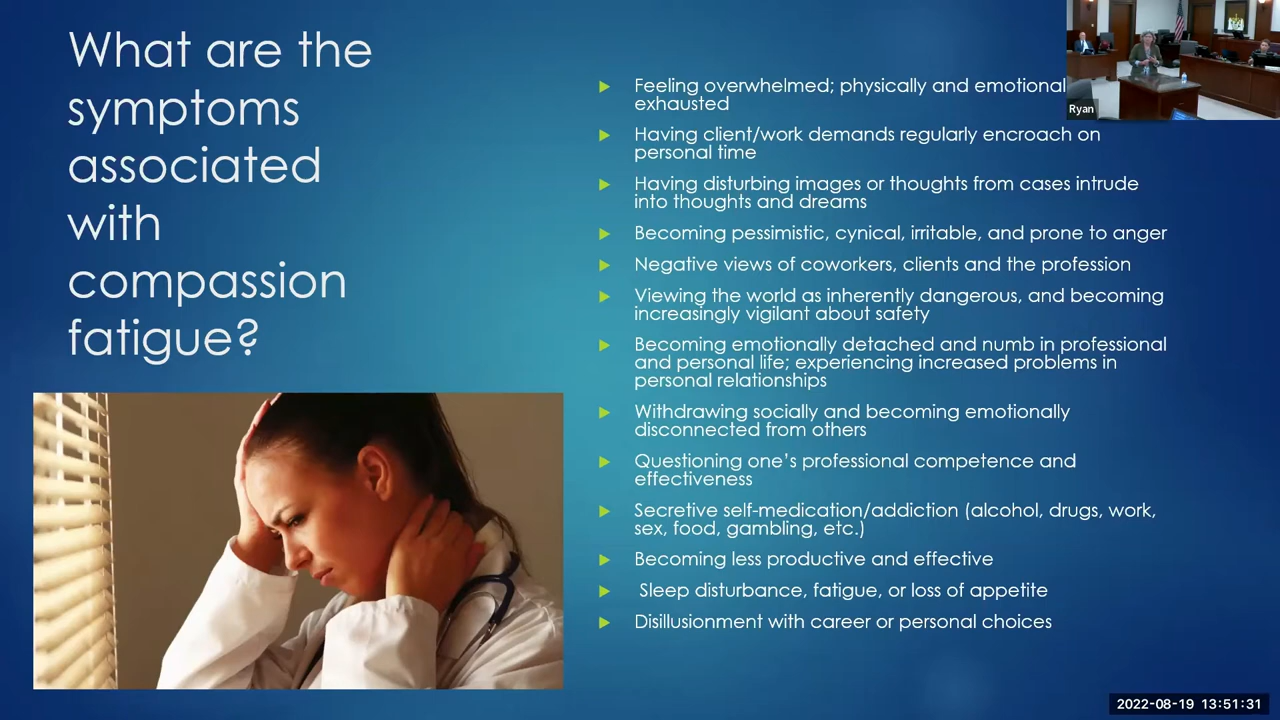 What are the
symptoms
associated
with
compassion
fatigue?
Feeling overwhelmed; physically and emotional
exhausted
Having client/work demands regularly encroach on
personal time
Having disturbing images or thoughts from cases intrude
into thoughts and dreams
Becoming pessimistic, cynical, irritable, and prone to anger
Negative views of coworkers, clients and the profession
Viewing the world as inherently dangerous, and becoming
increasingly vigilant about safety
Becoming emotionally detached and numb in professional
and personal life; experiencing increased problems in
personal relationships
Withdrawing socially and becoming emotionally
disconnected from others
Questioning one's professional competence and
effectiveness
Secretive self-medication/addiction (alcohol, drugs, work,
sex, food, gambling, etc.)
Becoming less productive and effective
Sleep disturbance, fatigue, or loss of appetite
Disillusionment with career or personal choices
Ryan
2022-08-19 13:51:31